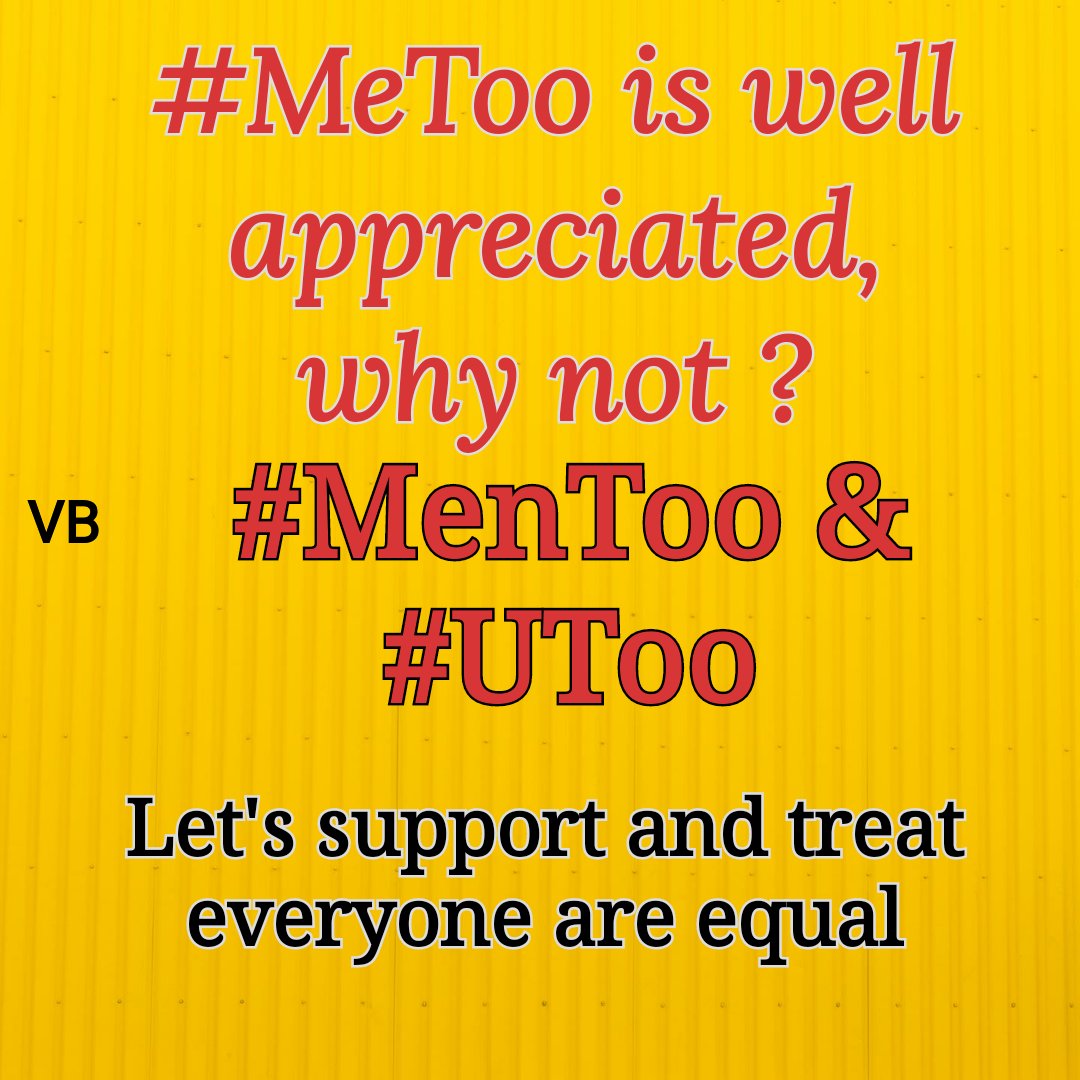 #MeToo is well
appreciated,
why not ?
#MenToo &
VB
#UToo
Let's support and treat
everyone are equal